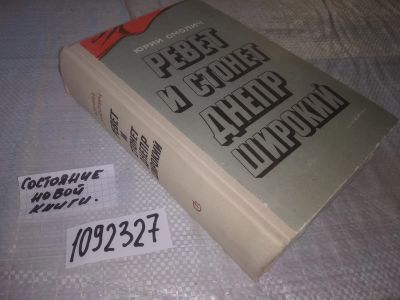 ЮРИЙ СМОЛИЧ
РЕВЕТ
И СТОНЕТ
ДНЕПР
ШИРОКИЙ
РЕВЕТ
И
СТОНЕТ
ДНЕПР
ШИРОКИЙ
СОСТОЯНИЕ
НОВОЙ
КНИГИ.
1092327